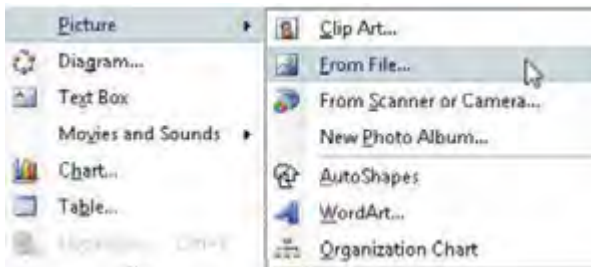 Picture
Diagram...
Text Box
Movies and Sounds
Chart...
Table...
Clip Art...
From File...
From Scanner or Camera...
New Photo Album...
AutoShapes
WordArt...
Organization Chart